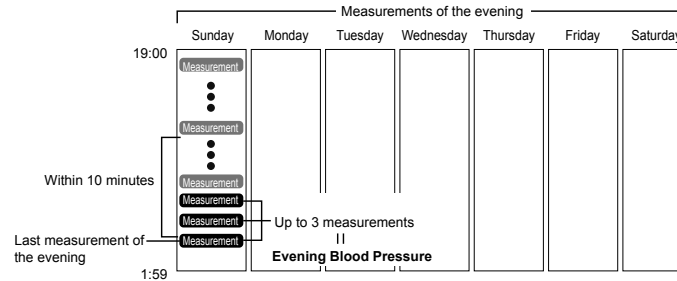 Measurements of the evening
Sunday Monday Tuesday Wednesday Thursday Friday Saturday
19:00
Measurement
Measurement
Within 10 minutes
Measurement
Measurement
Measurement
Up to 3 measurements
Last measurement of
the evening
Measurement
=
Evening Blood Pressure
1:59